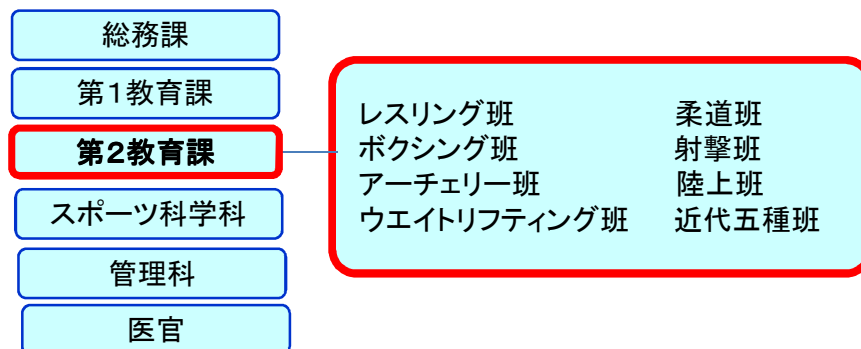 総務課
第1教育課
第2教育課
スポーツ科学科
管理科
医官
レスリング班 柔道班
ボクシング班 射撃班
アーチェリー班 陸上班
ウエイトリフティング班 近代五種班